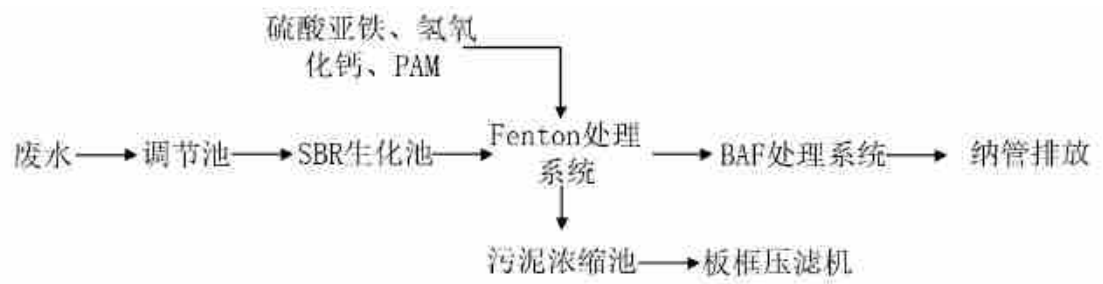 硫酸亚铁、氢氧
化钙、PAM
废水
调节池
SBR生化池
Fenton处理
系统
BAF处理系统
纳管排放
污泥浓缩池
板框压滤机